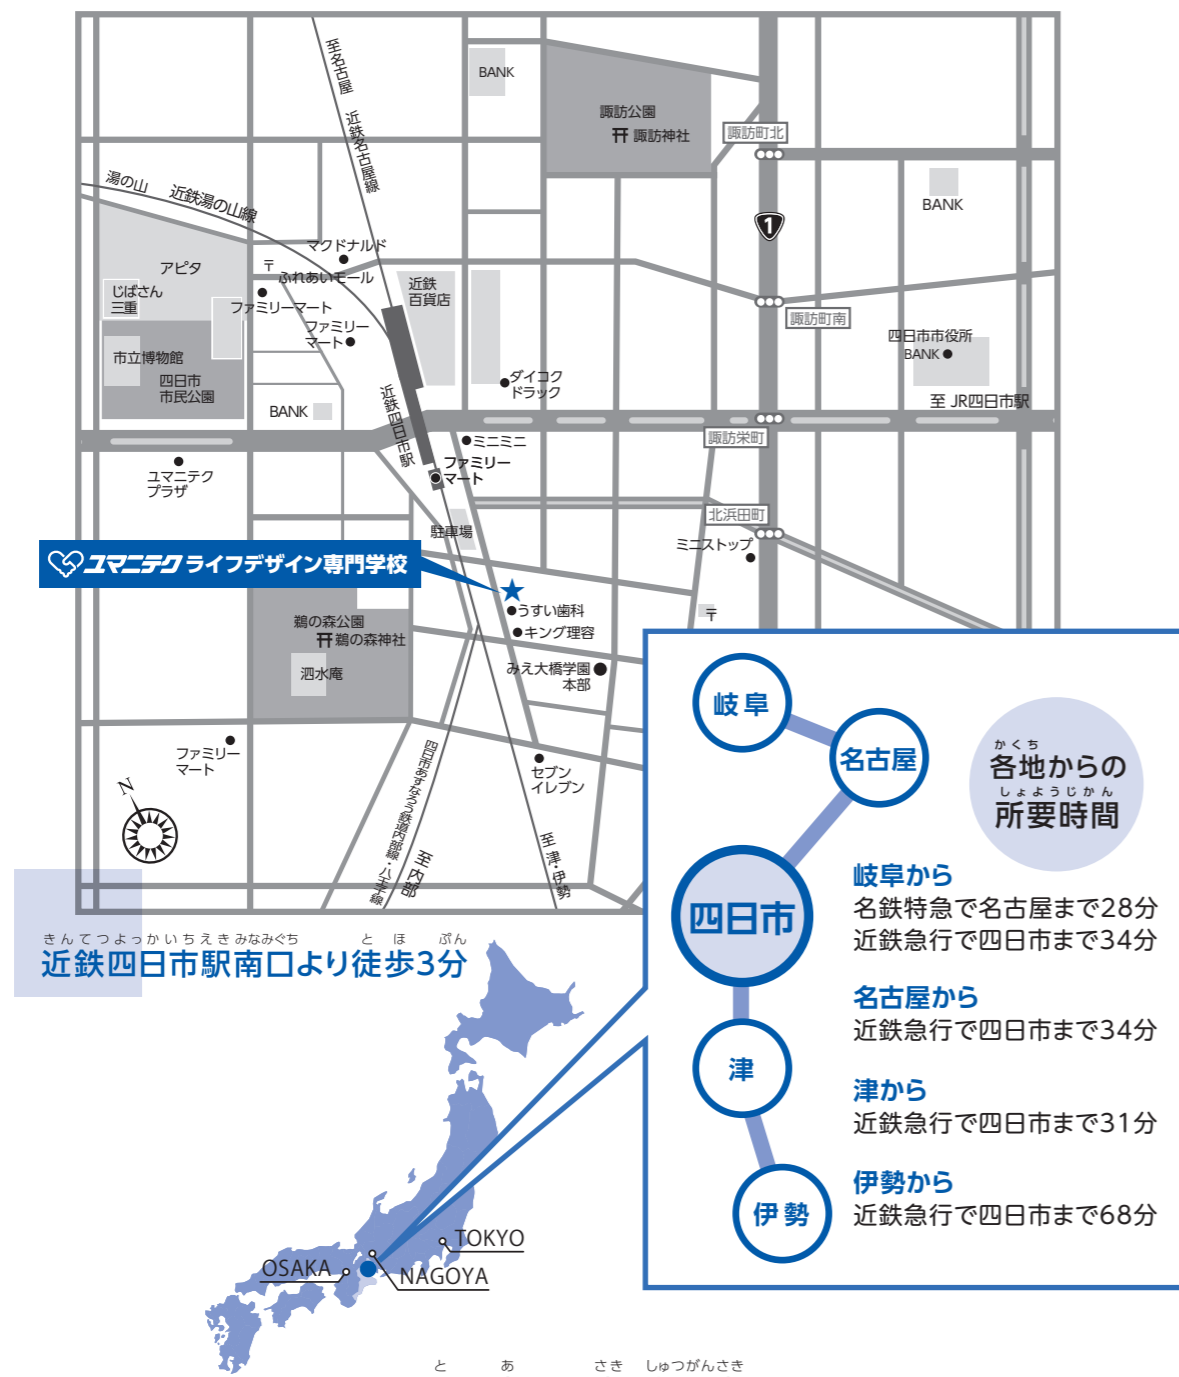 至名古屋
近鉄名古屋線
BANK
諏訪公園
諏訪神社
諏訪町北
湯の山
近鉄湯の山線
1
BANK
アピタ
じばさん
三重
〒
マクドナルド
ふれあいモール
ファミリーマート
ファミリー
マート
近鉄
百貨店
諏訪町南
四日市市役所
BANK
市立博物館
四日市
市民公園
BANK
近鉄四日市駅
ダイコク
ドラッグ
至 JR四日市駅
諏訪栄町
ミニミニ
ファミリー
マート
ユマニテク
プラザ
駐車場
北浜田町
ミニストップ
ユマニテク ライフデザイン専門学校
うすい歯科
キング理容
〒
鵜の森公園
鵜の森神社
泗水庵
みえ大橋学園
本部
ファミリー
マート
セブン
イレブン
四日市あすなろう鉄道内部線・八王子線
至 内部
至 津・伊勢
N
きんてつよっかいちえきみなみぐち と ほ ぷん
近鉄四日市駅南口より徒歩3分
岐阜
名古屋
四日市
津
伊勢
かくち
各地からの
しょようじかん
所要時間
岐阜から
名鉄特急で名古屋まで28分
近鉄急行で四日市まで34分
名古屋から
近鉄急行で四日市まで34分
津から
近鉄急行で四日市まで31分
伊勢から
近鉄急行で四日市まで68分
TOKYO
OSAKA
NAGOYA
と あ さき しゅつがんさき